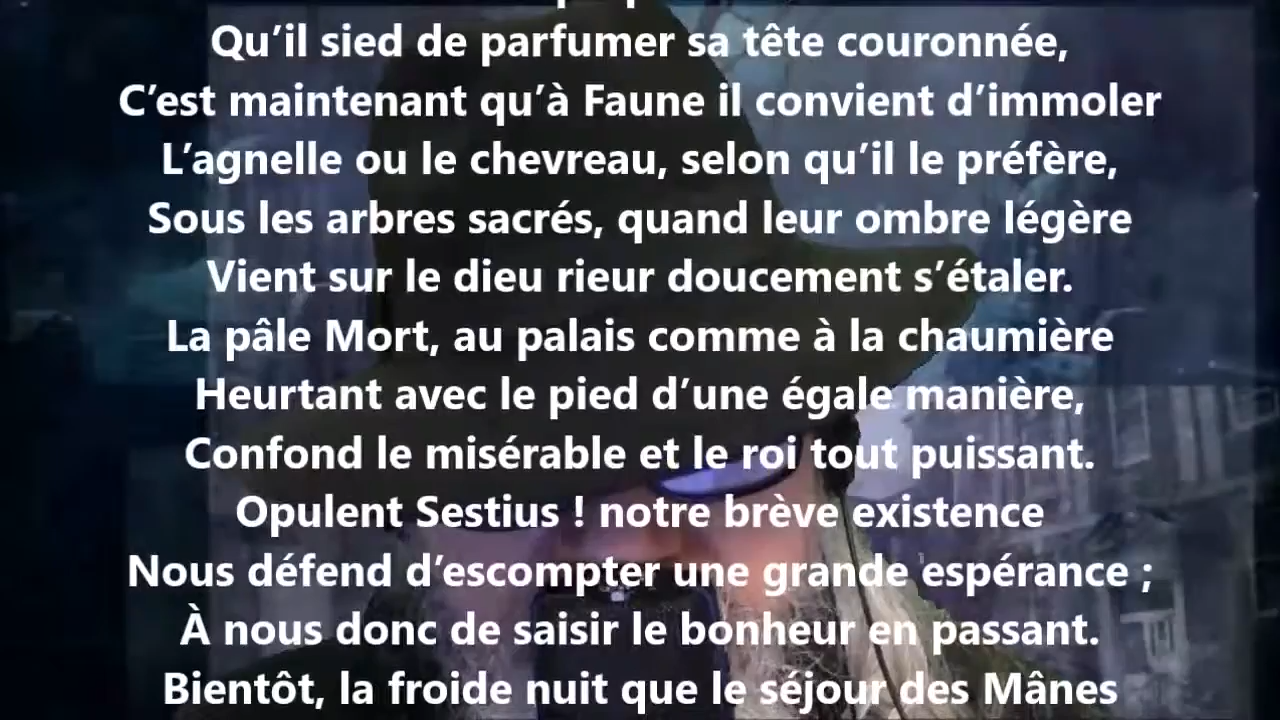 Qu’il sied de parfumer sa tête couronnée,
C’est maintenant qu’à Faune il convient d’immoler
L’agnelle ou le chevreau, selon qu’il le préfère,
Sous les arbres sacrés, quand leur ombre légère
Vient sur le dieu rieur doucement s’étaler.
La pâle Mort, au palais comme à la chaumière
Heurtant avec le pied d’une égale manière,
Confond le misérable et le roi tout puissant.
Opulent Sestius ! notre brève existence
Nous défend d’escompter une grande espérance ;
À nous donc de saisir le bonheur en passant.
Bientôt, la froide nuit que le séjour des Mânes